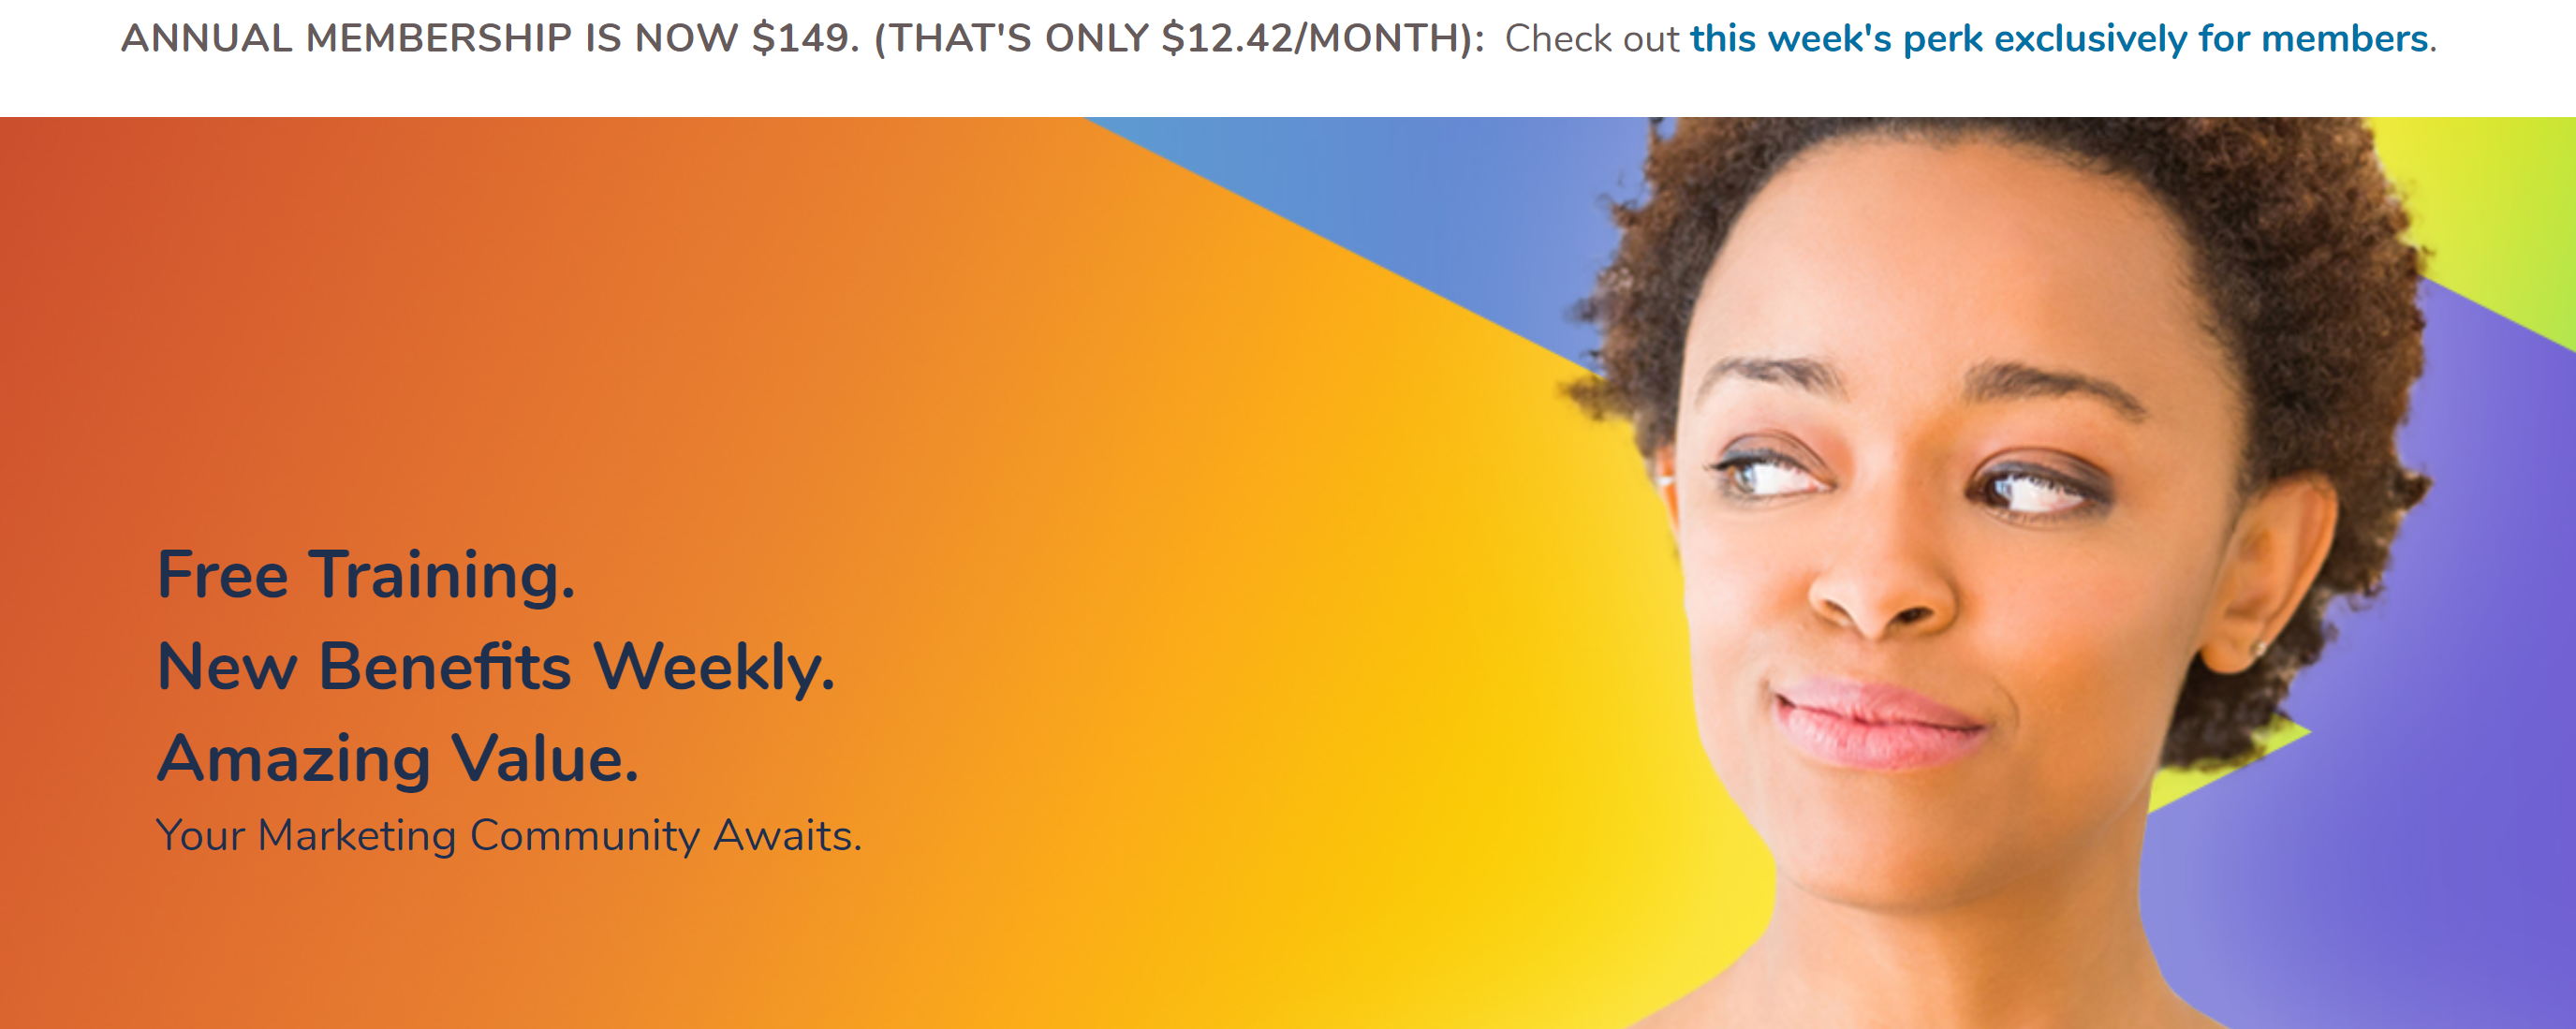 ANNUAL MEMBERSHIP IS NOW $149. (THAT'S ONLY $12.42/MONTH): Check out this week's perk exclusively for members.
Free Training.
New Benefits Weekly.
Amazing Value.
Your Marketing Community Awaits.